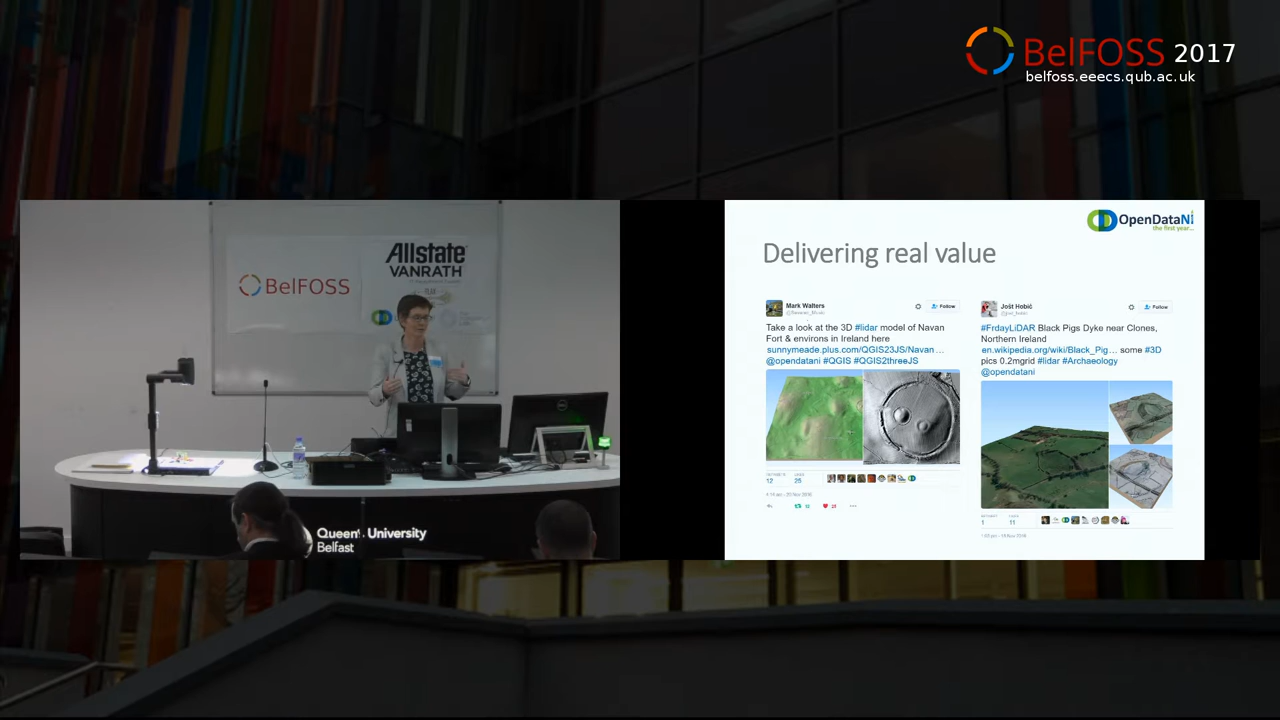 BelFOSS 2017
belfoss.eeecs.qub.ac.uk
BelFOSS
Allstate
VANRATH
Queen's University
Belfast
OpenDataNI
the first year...
Delivering real value
Mark Walters
Follow
Take a look at the 3D #lidar model of Navan
Fort & environs in Ireland here
sunnymeade.plus.com/QGIS23JS/Navan...
@opendatani #QGIS #QGIS2threeJS
12 25
Jošt Hobič
Follow
#FrdayLiDAR Black Pigs Dyke near Clones,
Northern Ireland
en.wikipedia.org/wiki/Black_Pig... some #3D
pics 0.2mgrid #lidar #Archaeology
@opendatani
1 11